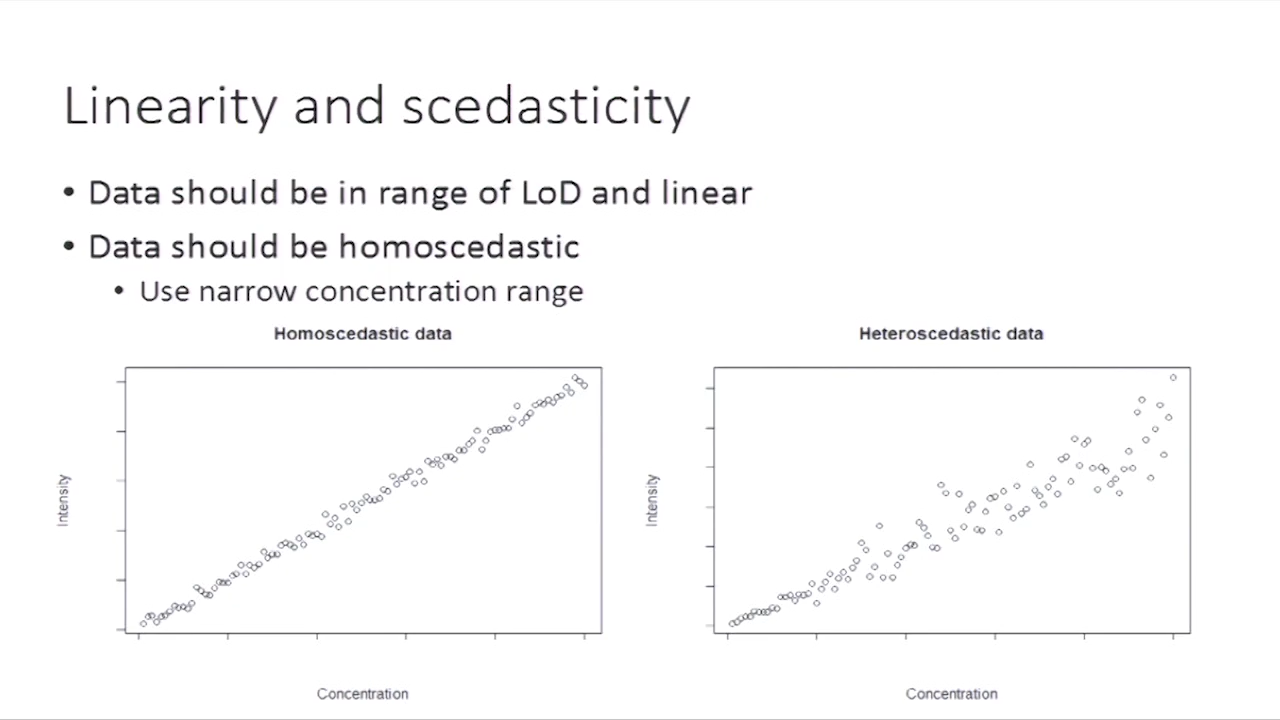 Linearity and scedasticity
• Data should be in range of LoD and linear
• Data should be homoscedastic
• Use narrow concentration range
Homoscedastic data
Intensity
Concentration
Heteroscedastic data
Intensity
Concentration